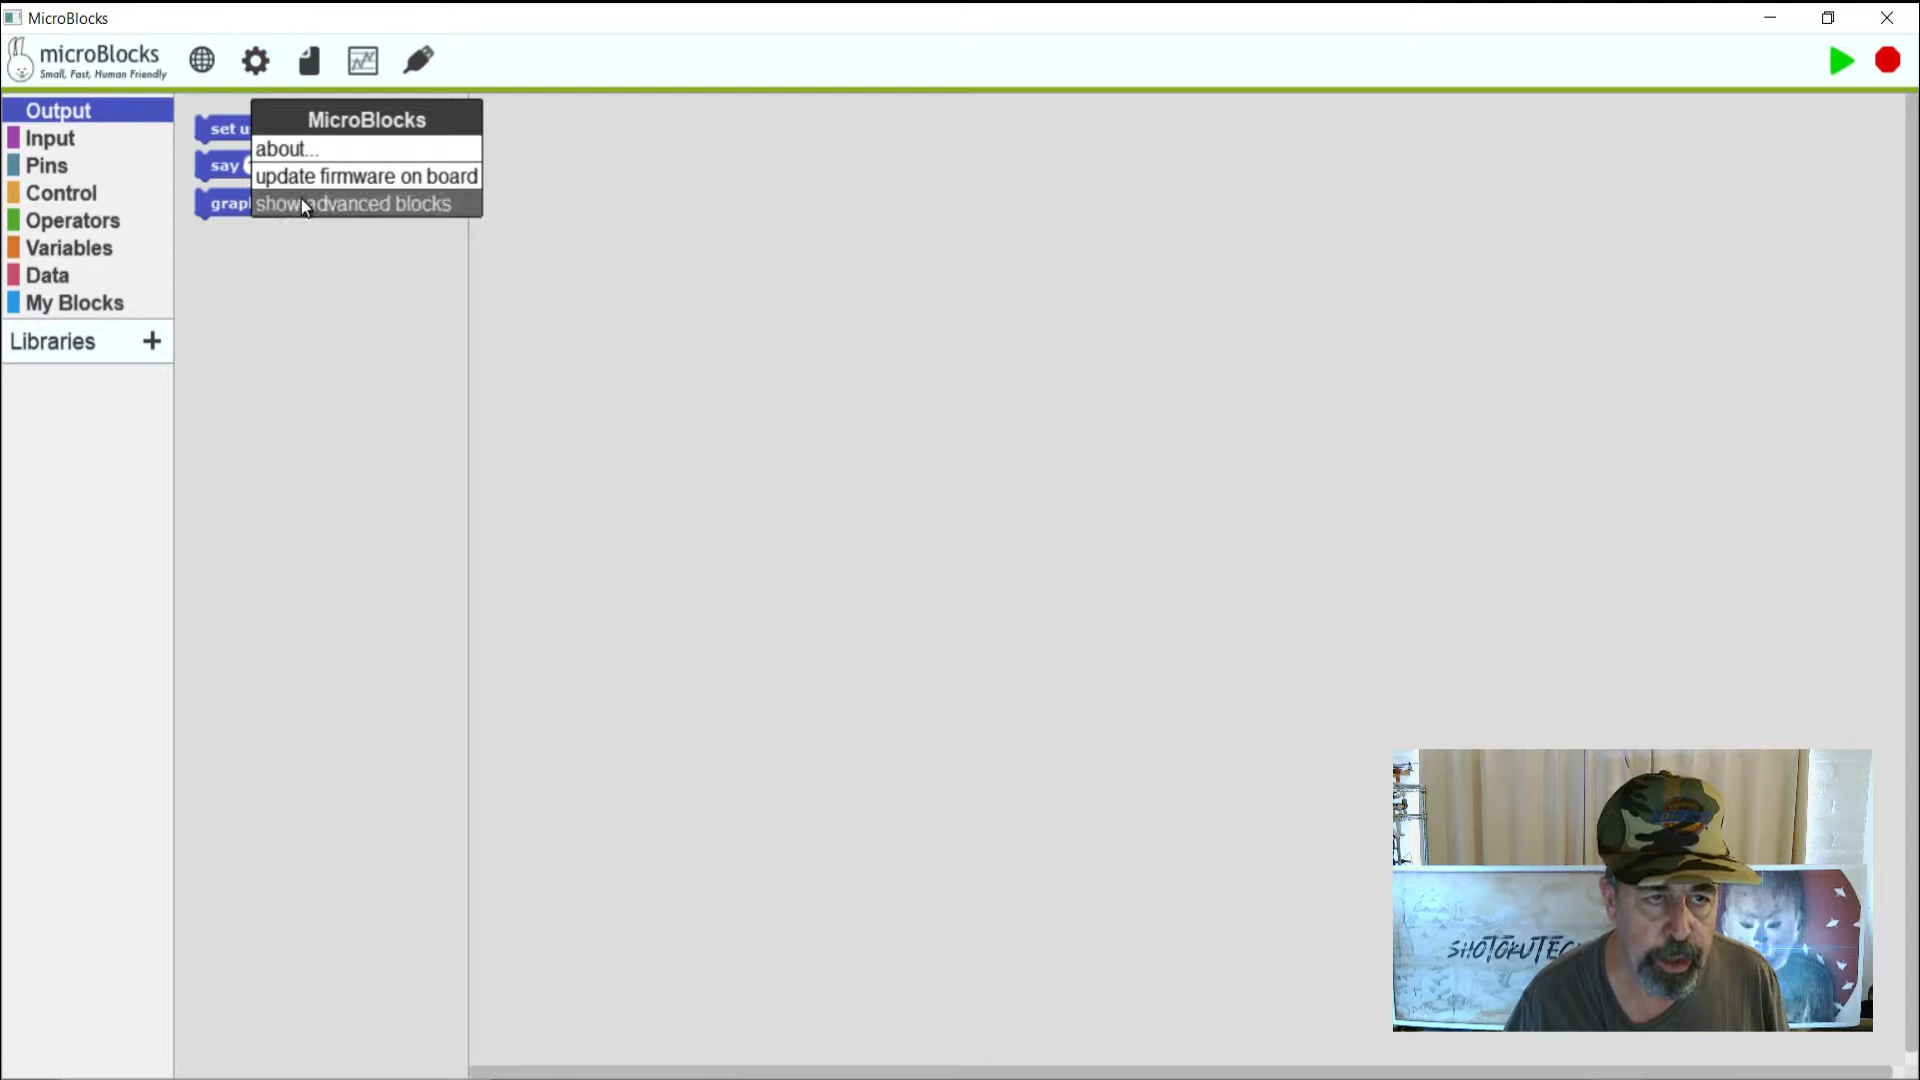 MicroBlocks
microBlocks
Small, Fast, Human Friendly
Output
Input
Pins
Control
Operators
Variables
Data
My Blocks
Libraries +
set u
say
grap
MicroBlocks
about...
update firmware on board
show advanced blocks
SHOTOKUTEC